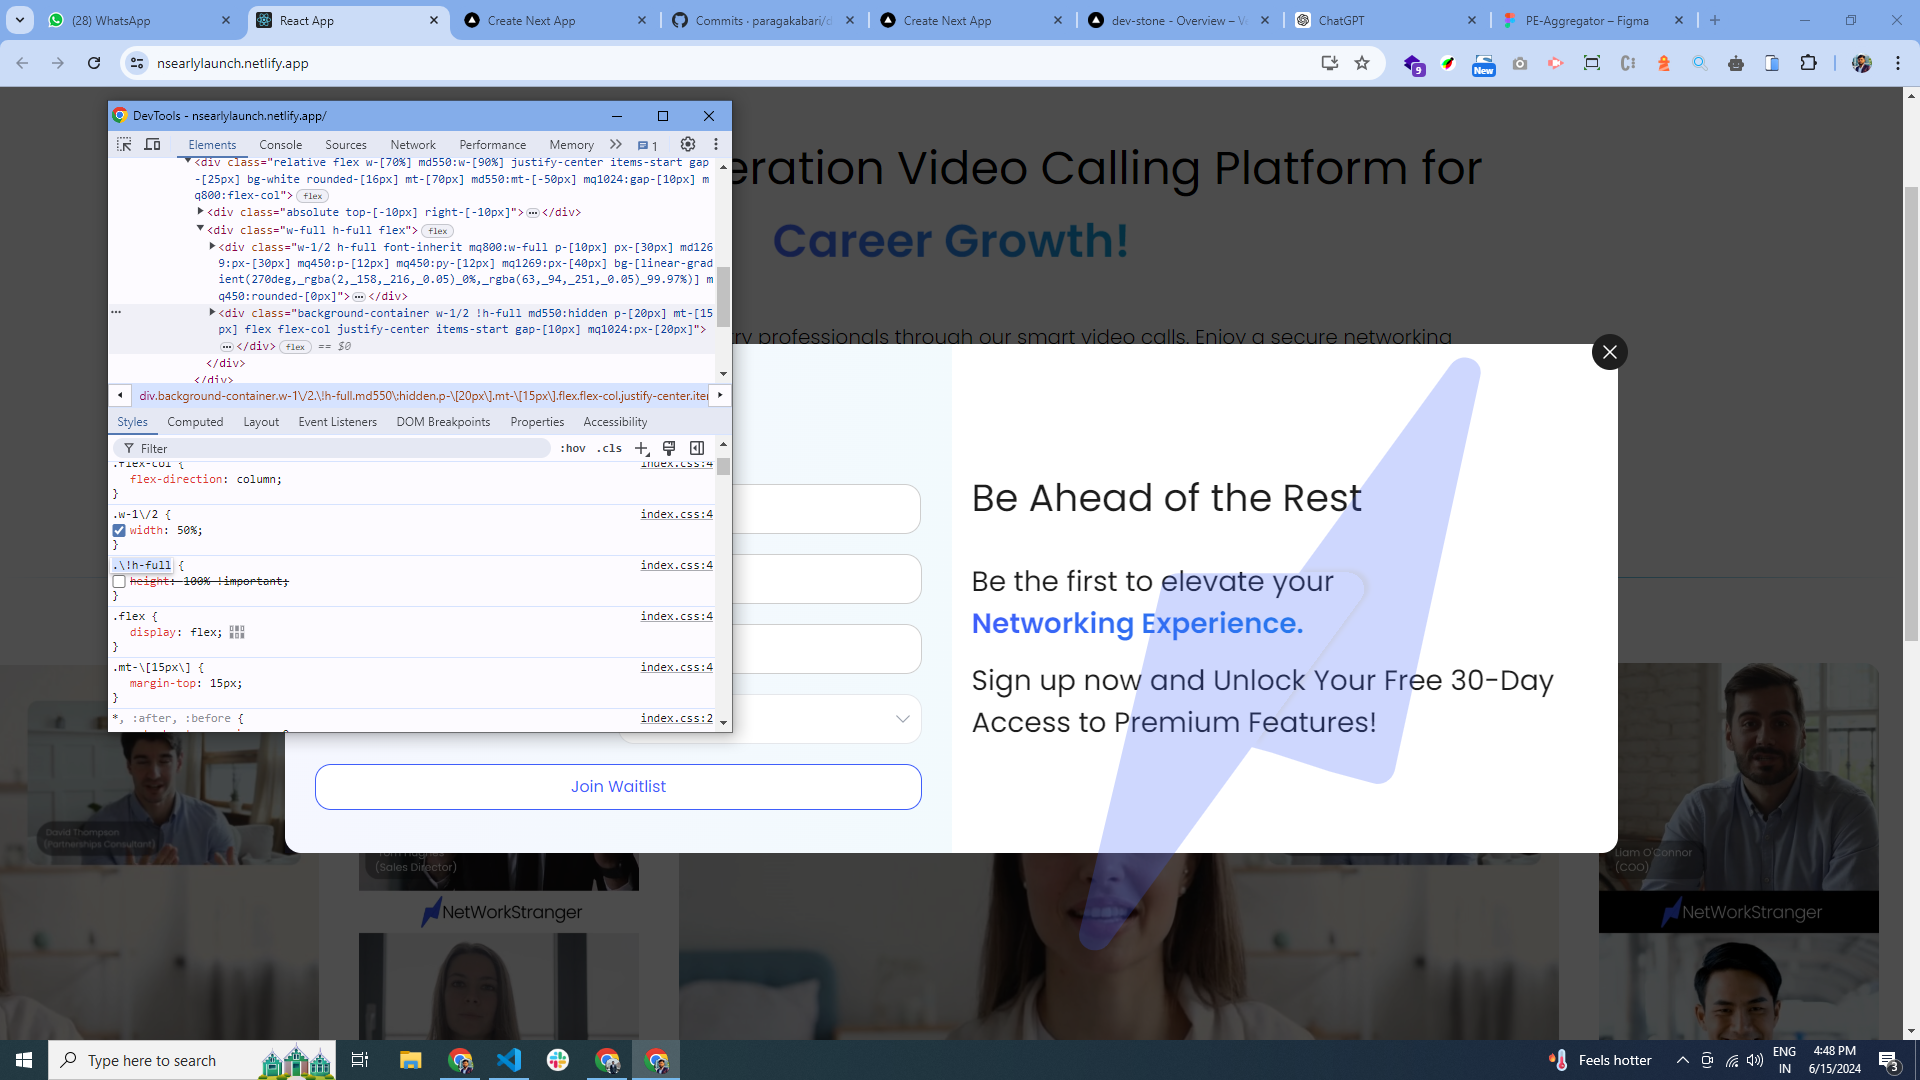 (28) WhatsApp
React App
Create Next App
Commits · paragakabari/d
Create Next App
dev-stone - Overview – Ve
ChatGPT
PE-Aggregator – Figma
nsearlylaunch.netlify.app
9
New
DevTools - nsearlylaunch.netlify.app/
Elements
Console
Sources
Network
Performance
Memory
1
<div class="relative flex w-[70%] md550:w-[90%] justify-center items-start gap
-[25px] bg-white rounded-[16px] mt-[70px] md550:mt-[-50px] mq1024:gap-[10px] m
q800:flex-col"> flex
<div class="absolute top-[-10px] right-[-10px]"> … </div>
<div class="w-full h-full flex"> flex
<div class="w-1/2 h-full font-inherit mq800:w-full p-[10px] px-[30px] md126
9:px-[30px] mq450:p-[12px] mq450:py-[12px] mq1269:px-[40px] bg-[linear-grad
ient(270deg,_rgba(2,_158,_216,_0.05)_0%,_rgba(63,_94,_251,_0.05)_99.97%)] m
q450:rounded-[0px]"> … </div>
<div class="background-container w-1/2 !h-full md550:hidden p-[20px] mt-[15
px] flex flex-col justify-center items-start gap-[10px] mq1024:px-[20px]">
… </div> flex == $0
</div>
</div>
div.background-container.w-1\/2.\!h-full.md550\:hidden.p-\[20px\].mt-\[15px\].flex.flex-col.justify-center.iter
Styles
Computed
Layout
Event Listeners
DOM Breakpoints
Properties
Accessibility
Filter
:hov .cls
.flex-col { index.css:4
flex-direction: column;
}
.w-1\/2 { index.css:4
width: 50%;
}
.\!h-full { index.css:4
height: 100% !important;
}
.flex { index.css:4
display: flex;
}
.mt-\[15px\] { index.css:4
margin-top: 15px;
}
*, :after, :before { index.css:2
eration Video Calling Platform for
Career Growth!
ry professionals through our smart video calls. Enjoy a secure networking
Be Ahead of the Rest
Be the first to elevate your
Networking Experience.
Sign up now and Unlock Your Free 30-Day
Access to Premium Features!
Join Waitlist
David Thompson
(Partnerships Consultant)
(Sales Director)
NetWorkStranger
Liam O'Connor
(COO)
NetWorkStranger
Type here to search
Feels hotter
ENG
IN
4:48 PM
6/15/2024
3